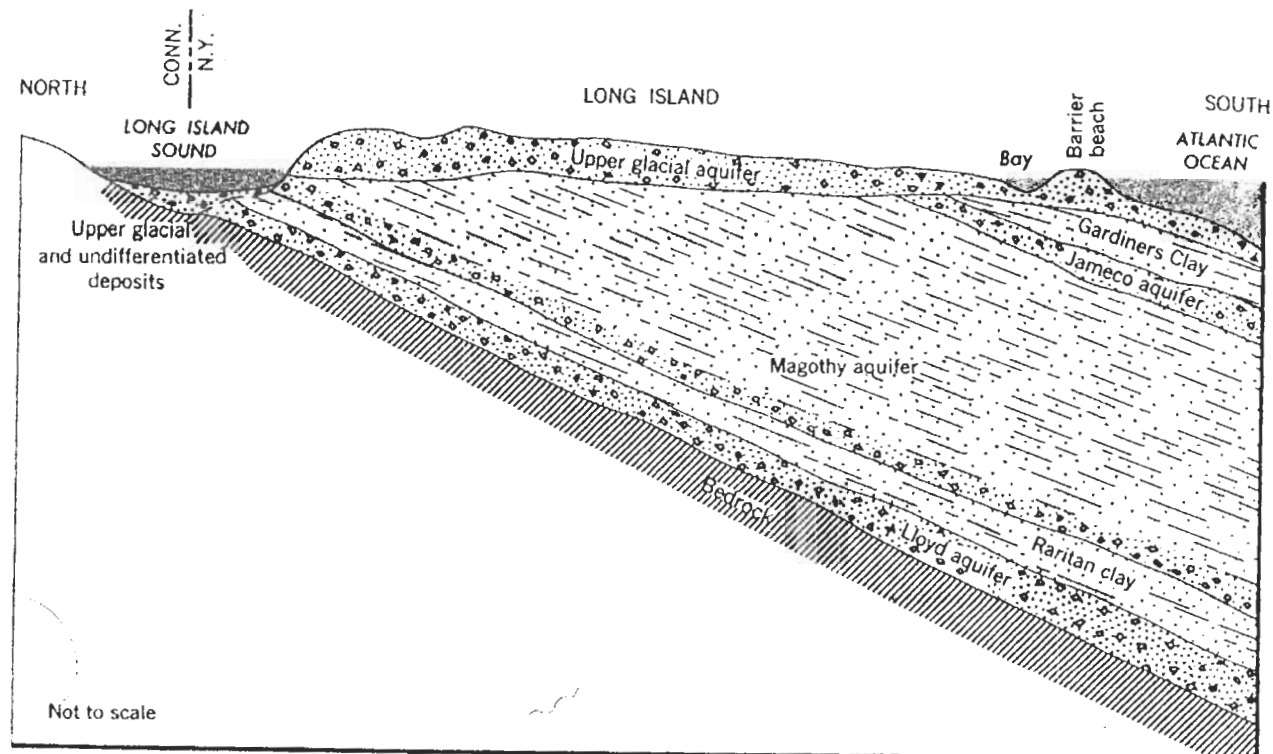 CONN.
N.Y.
NORTH
LONG ISLAND
SOUTH
LONG ISLAND
SOUND
Bay
Barrier
beach
ATLANTIC
OCEAN
Upper glacial aquifer
Upper glacial
and undifferentiated
deposits
Gardiners Clay
Jameco aquifer
Magothy aquifer
Bedrock
Lloyd aquifer
Raritan clay
Not to scale